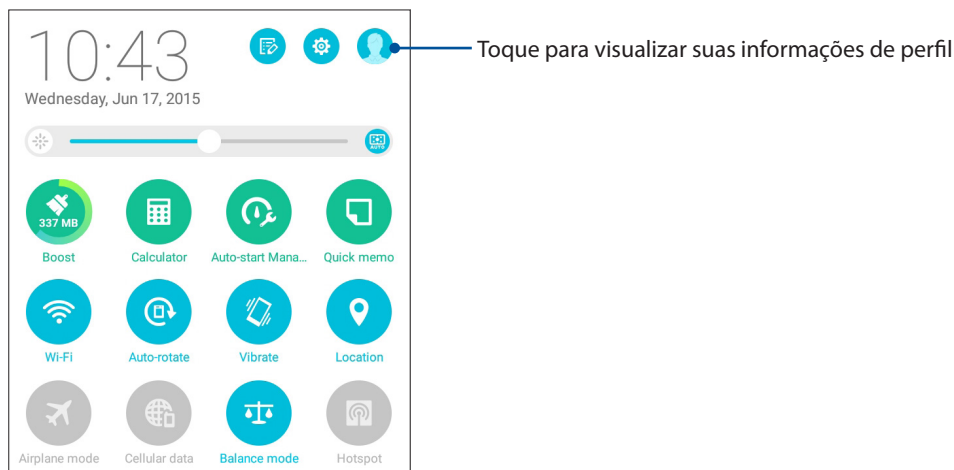 10:43
Wednesday, Jun 17, 2015
Toque para visualizar suas informações de perfil
AUTO
337 MB
Boost Calculator Auto-start Mana... Quick memo
Wi-Fi Auto-rotate Vibrate Location
Airplane mode Cellular data Balance mode Hotspot